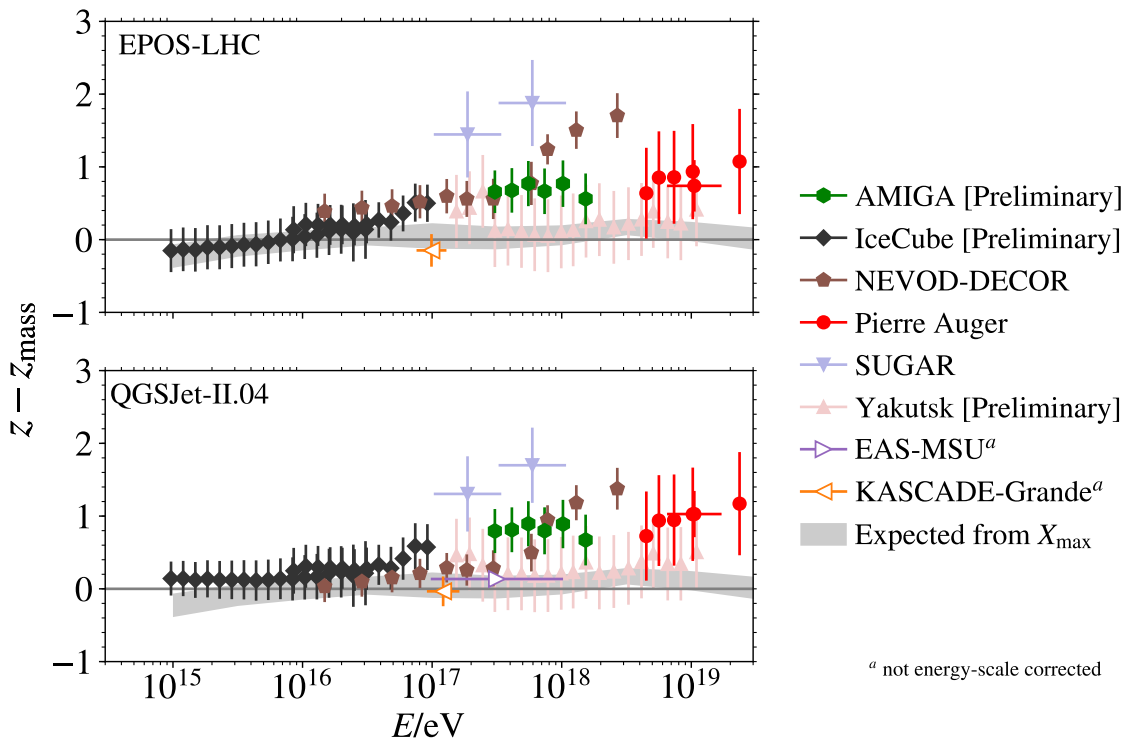 3
EPOS-LHC
2
1
0
−1
z − z_mass
3
QGSJet-II.04
2
1
0
−1
10^15 10^16 10^17 10^18 10^19
E/eV
AMIGA [Preliminary]
IceCube [Preliminary]
NEVOD-DECOR
Pierre Auger
SUGAR
Yakutsk [Preliminary]
EAS-MSU^a
KASCADE-Grande^a
Expected from X_max
^a not energy-scale corrected